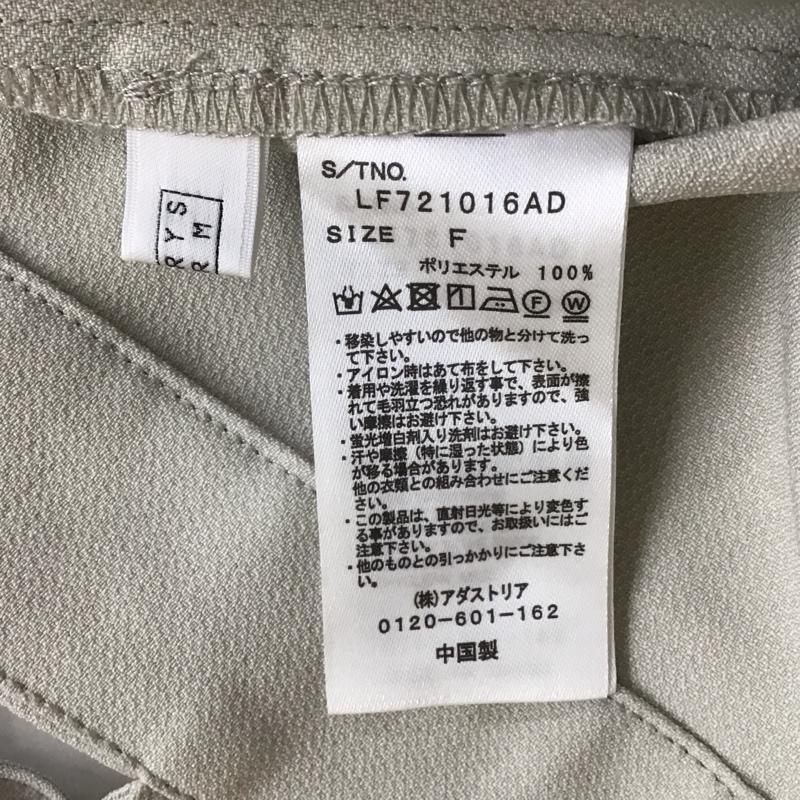 S/TNO.
LF721016AD
SIZE F
ポリエステル 100%
F W
・移染しやすいので他の物と分けて洗っ
て下さい。
・アイロン時はあて布をして下さい。
・着用や洗濯を繰り返す事で、表面が擦
れて毛羽立つ恐れがありますので、強
い摩擦はお避け下さい。
・蛍光増白剤入り洗剤はお避け下さい。
・汗や摩擦（特に湿った状態）により色
が移る場合があります。
他の衣類との組み合わせにご注意くだ
さい。
・この製品は、直射日光等により変色す
る事がありますので、お取扱いにはご
注意下さい。
・他のものとの引っかかりにご注意下さ
い。
(株)アダストリア
0120-601-162
中国製
RYS
RM